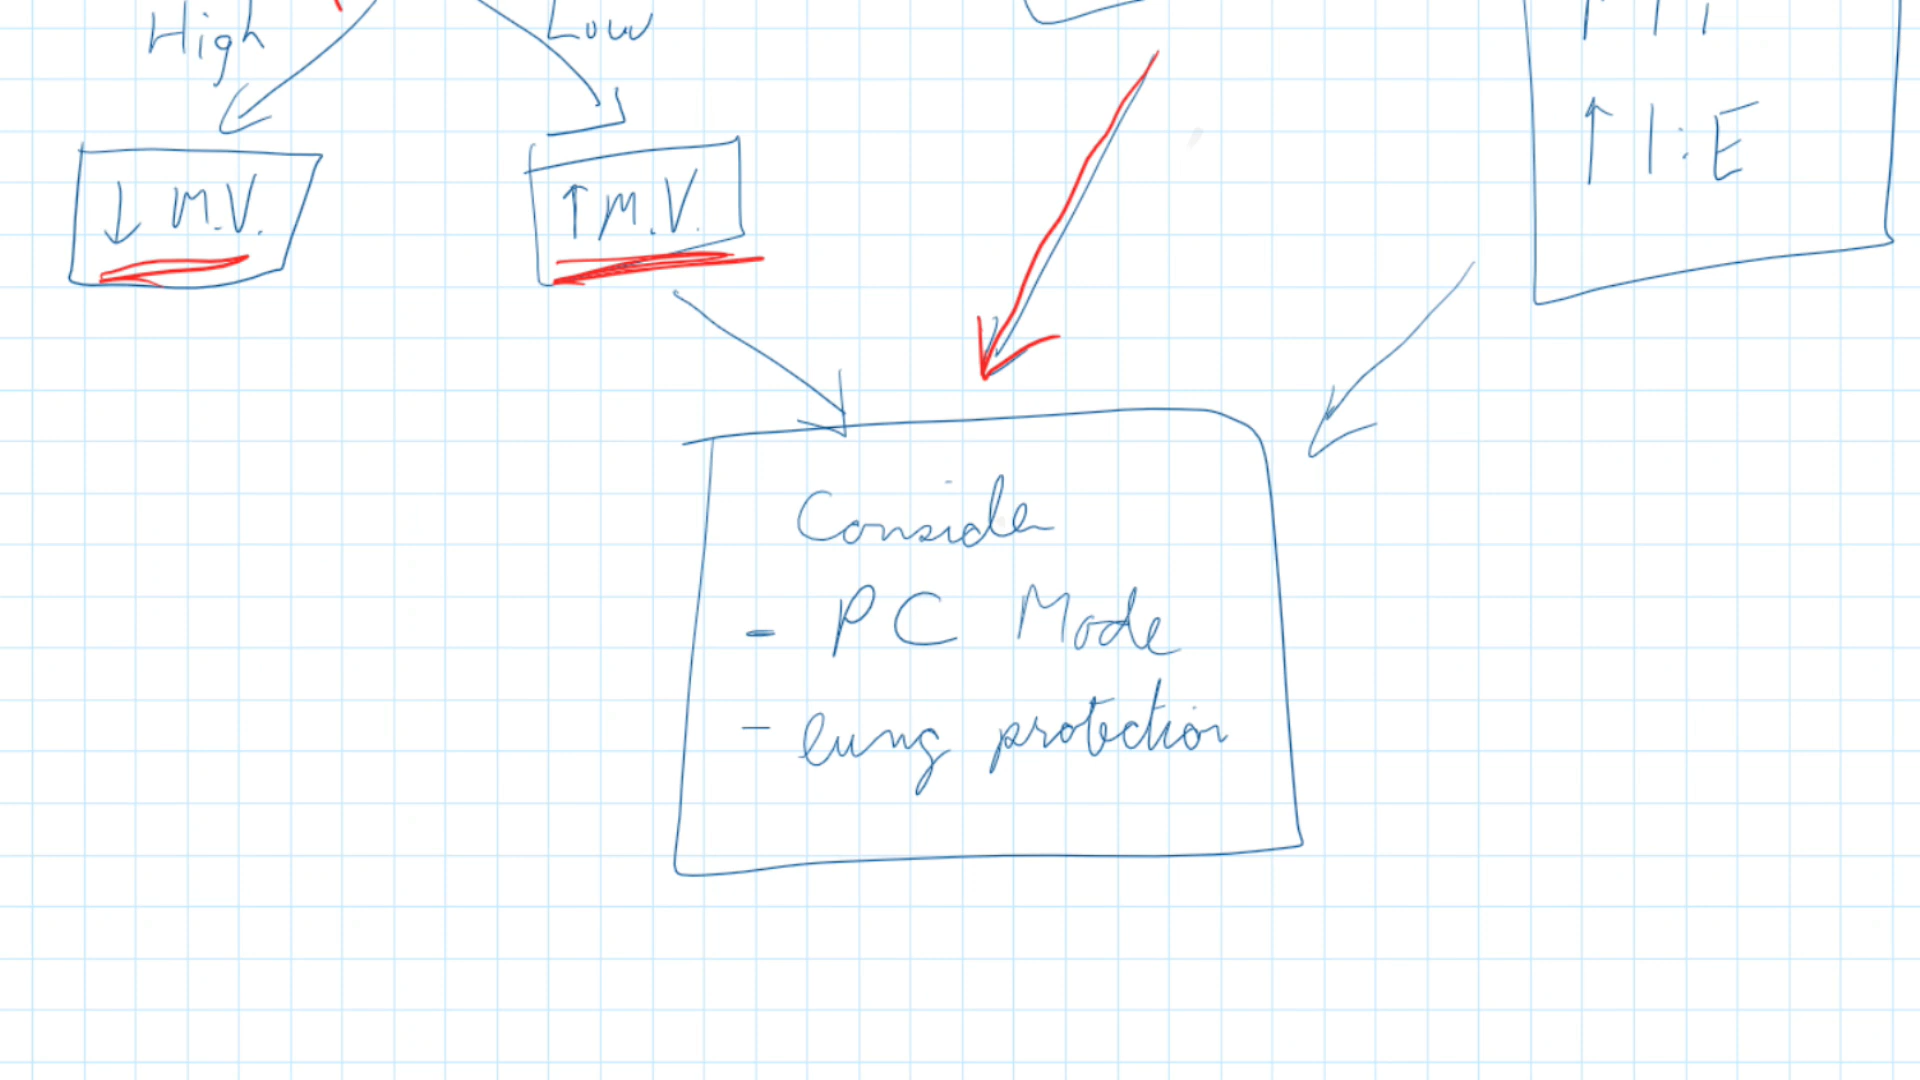 High
Low
↓ M.V.
↑ M.V.
↑ I:E
Consider
- PC Mode
- lung protection